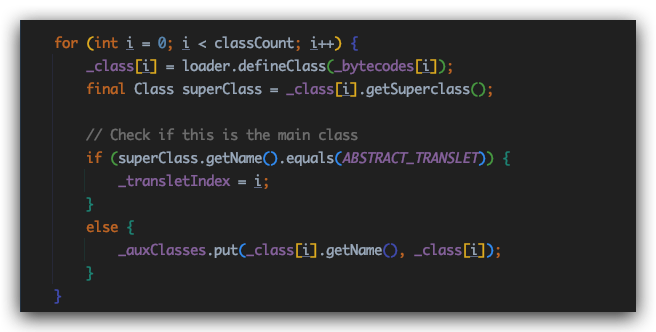 for (int i = 0; i < classCount; i++) {
    _class[i] = loader.defineClass(_bytecodes[i]);
    final Class superClass = _class[i].getSuperclass();

    // Check if this is the main class
    if (superClass.getName().equals(ABSTRACT_TRANSLET)) {
        _transletIndex = i;
    }
    else {
        _auxClasses.put(_class[i].getName(), _class[i]);
    }
}